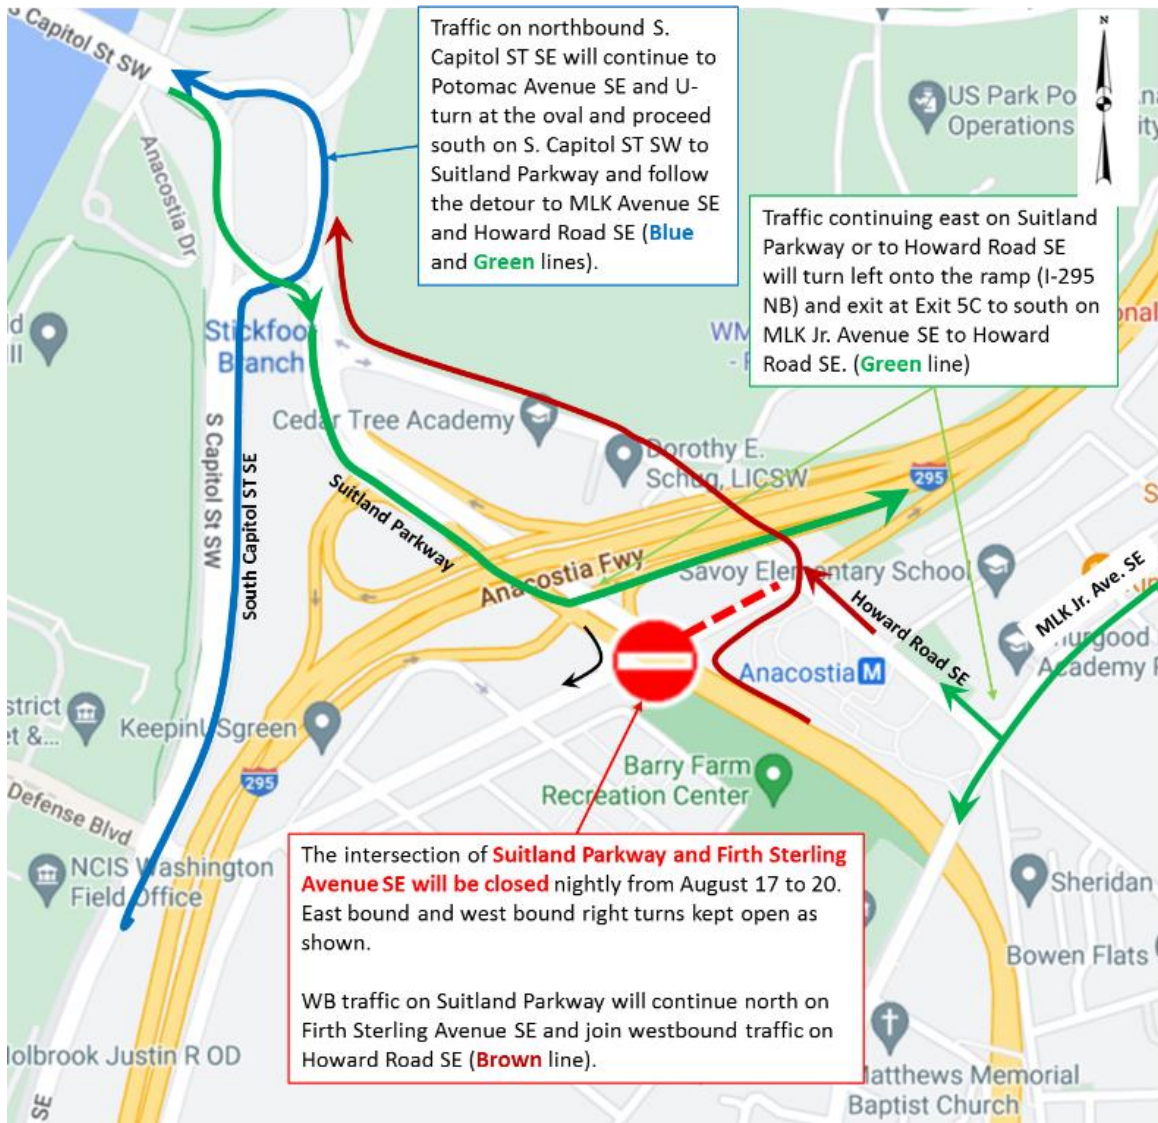 S Capitol St SW
Anacostia Dr
Traffic on northbound S.
Capitol ST SE will continue to
Potomac Avenue SE and U-
turn at the oval and proceed
south on S. Capitol ST SW to
Suitland Parkway and follow
the detour to MLK Avenue SE
and Howard Road SE (Blue
and Green lines).
N
US Park Po
Operations
Traffic continuing east on Suitland
Parkway or to Howard Road SE
will turn left onto the ramp (I-295
NB) and exit at Exit 5C to south on
MLK Jr. Avenue SE to Howard
Road SE. (Green line)
Stickfoo
Branch
Cedar Tree Academy
Dorothy E.
Schug, LICSW
295
S Capitol St SW
South Capitol ST SE
Suitland Parkway
Anacostia Fwy
Savoy Elementary School
Howard Road SE
MLK Jr. Ave. SE
Academy
Anacostia M
strict
et &...
KeepinUSgreen
295
Barry Farm
Recreation Center
Defense Blvd
NCIS Washington
Field Office
The intersection of Suitland Parkway and Firth Sterling
Avenue SE will be closed nightly from August 17 to 20.
East bound and west bound right turns kept open as
shown.
WB traffic on Suitland Parkway will continue north on
Firth Sterling Avenue SE and join westbound traffic on
Howard Road SE (Brown line).
Sheridan
Bowen Flats
olbrook Justin R OD
SE
atthews Memorial
Baptist Church